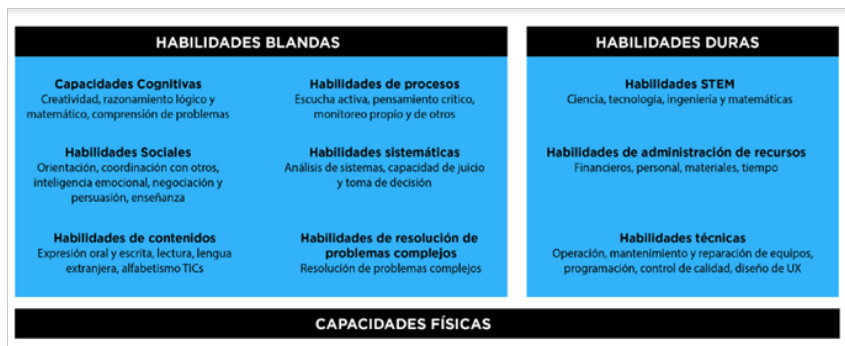 HABILIDADES BLANDAS
Capacidades Cognitivas
Creatividad, razonamiento lógico y
matemático, comprensión de problemas
Habilidades de procesos
Escucha activa, pensamiento crítico,
monitoreo propio y de otros
Habilidades Sociales
Orientación, coordinación con otros,
inteligencia emocional, negociación y
persuasión, enseñanza
Habilidades sistemáticas
Análisis de sistemas, capacidad de juicio
y toma de decisión
Habilidades de contenidos
Expresión oral y escrita, lectura, lengua
extranjera, alfabetismo TICs
Habilidades de resolución de
problemas complejos
Resolución de problemas complejos
HABILIDADES DURAS
Habilidades STEM
Ciencia, tecnología, ingeniería y matemáticas
Habilidades de administración de recursos
Financieros, personal, materiales, tiempo
Habilidades técnicas
Operación, mantenimiento y reparación de equipos,
programación, control de calidad, diseño de UX
CAPACIDADES FÍSICAS